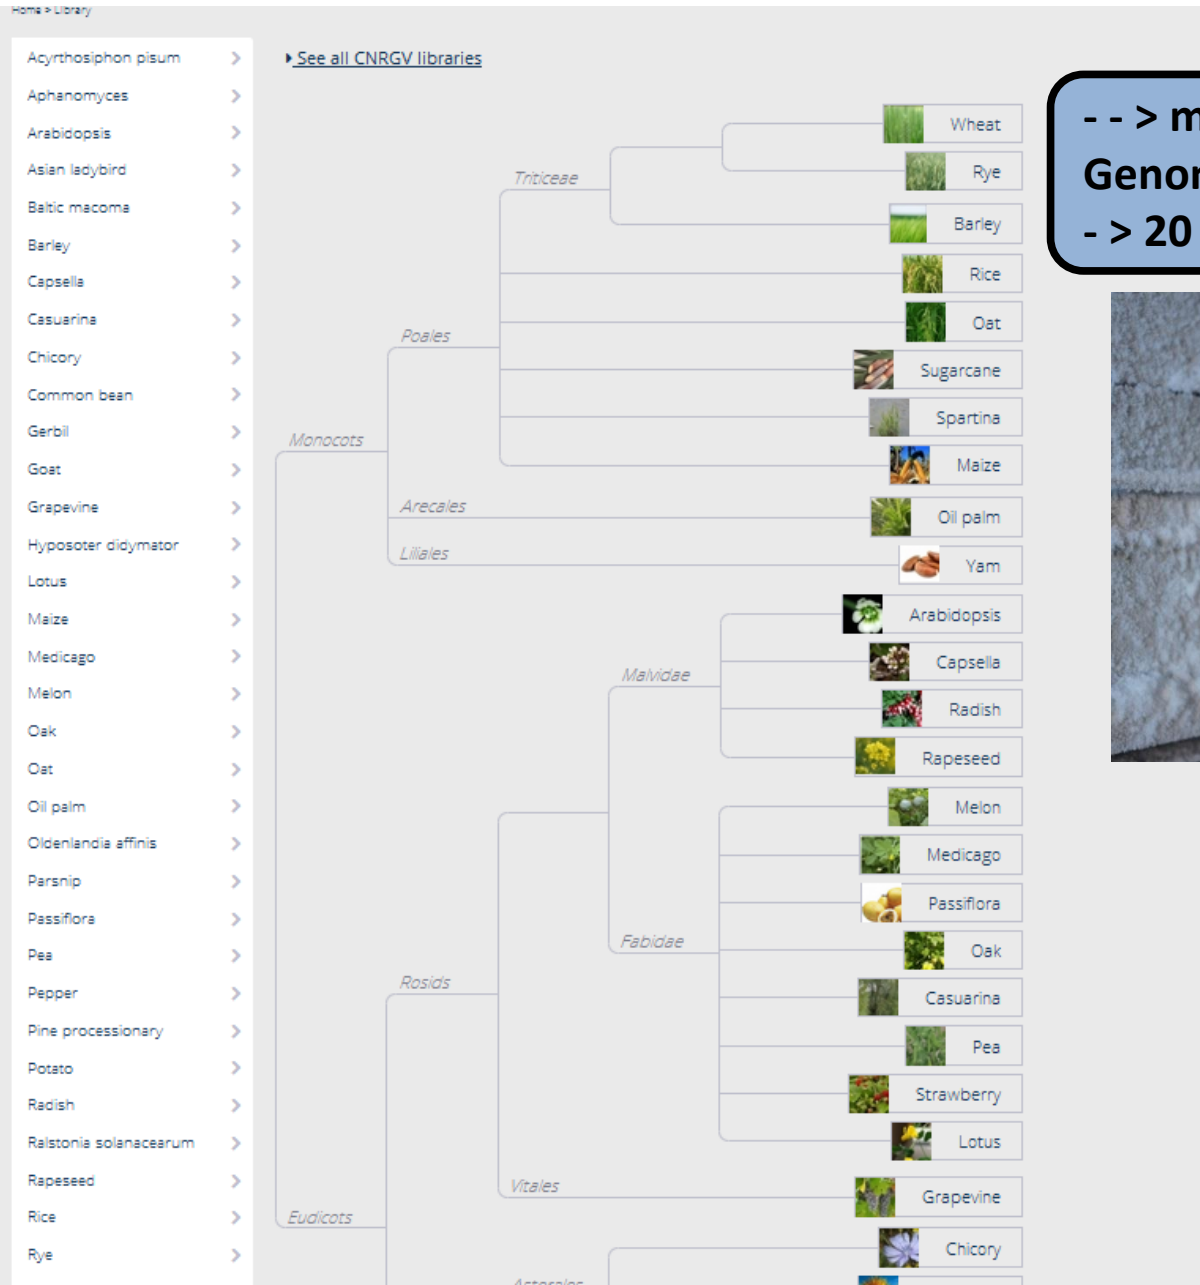 Home > Library
Acyrthosiphon pisum
Aphanomyces
Arabidopsis
Asian ladybird
Baltic macoma
Barley
Capsella
Casuarina
Chicory
Common bean
Gerbil
Goat
Grapevine
Hyposoter didymator
Lotus
Maize
Medicago
Melon
Oak
Oat
Oil palm
Oldenlandia affinis
Parsnip
Passiflora
Pea
Pepper
Pine processionary
Potato
Radish
Ralstonia solanacearum
Rapeseed
Rice
Rye
See all CNRGV libraries
Wheat
Rye
Triticeae
Barley
Rice
Oat
Poales
Sugarcane
Spartina
Monocots
Maize
Arecales
Oil palm
Liliales
Yam
Arabidopsis
Capsella
Malvidae
Radish
Rapeseed
Melon
Medicago
Passiflora
Fabidae
Oak
Rosids
Casuarina
Pea
Strawberry
Lotus
Vitales
Grapevine
Eudicots
Chicory
- - > m
Genor
- > 20